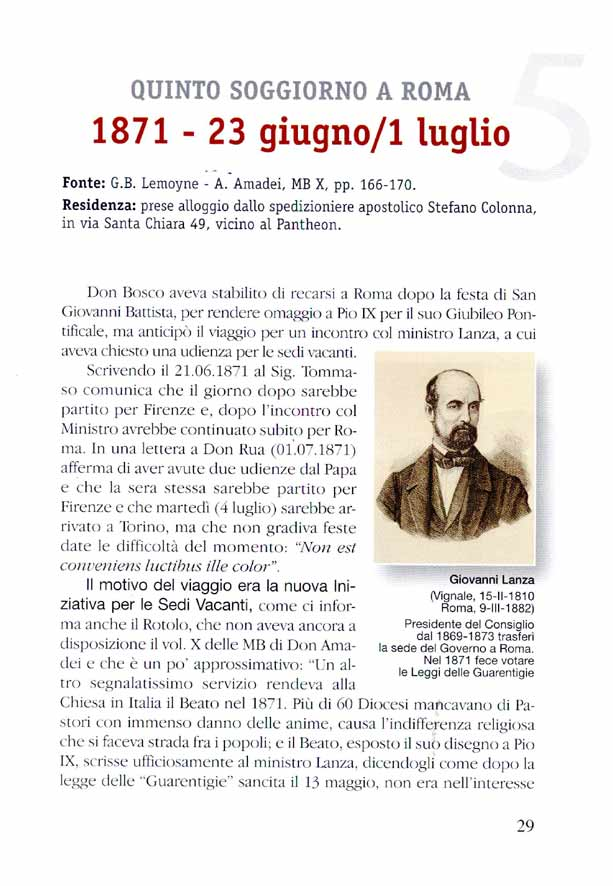 5
QUINTO SOGGIORNO A ROMA
1871 - 23 giugno/1 luglio
Fonte: G.B. Lemoyne - A. Amadei, MB X, pp. 166-170.
Residenza: prese alloggio dallo spedizioniere apostolico Stefano Colonna,
in via Santa Chiara 49, vicino al Pantheon.
Don Bosco aveva stabilito di recarsi a Roma dopo la festa di San
Giovanni Battista, per rendere omaggio a Pio IX per il suo Giubileo Pon-
tificale, ma anticipò il viaggio per un incontro col ministro Lanza, a cui
aveva chiesto una udienza per le sedi vacanti.
Scrivendo il 21.06.1871 al Sig. Tomma-
so comunica che il giorno dopo sarebbe
partito per Firenze e, dopo l'incontro col
Ministro avrebbe continuato subito per Ro-
ma. In una lettera a Don Rua (01.07.1871)
afferma di aver avute due udienze dal Papa
e che la sera stessa sarebbe partito per
Firenze e che martedì (4 luglio) sarebbe ar-
rivato a Torino, ma che non gradiva feste
date le difficoltà del momento: "Non est
conveniens luctibus ille color".
Il motivo del viaggio era la nuova Ini-
ziativa per le Sedi Vacanti, come ci infor-
ma anche il Rotolo, che non aveva ancora a
disposizione il vol. X delle MB di Don Ama-
dei e che è un po' approssimativo: "Un al-
tro segnalatissimo servizio rendeva alla
Chiesa in Italia il Beato nel 1871. Più di 60 Diocesi mancavano di Pa-
stori con immenso danno delle anime, causa l'indifferenza religiosa
che si faceva strada fra i popoli; e il Beato, esposto il suo disegno a Pio
IX, scrisse ufficiosamente al ministro Lanza, dicendogli come dopo la
legge delle "Guarentigie" sancita il 13 maggio, non era nell'interesse
Giovanni Lanza
(Vignale, 15-II-1810
Roma, 9-III-1882)
Presidente del Consiglio
dal 1869-1873 trasferì
la sede del Governo a Roma.
Nel 1871 fece votare
le Leggi delle Guarentigie
29